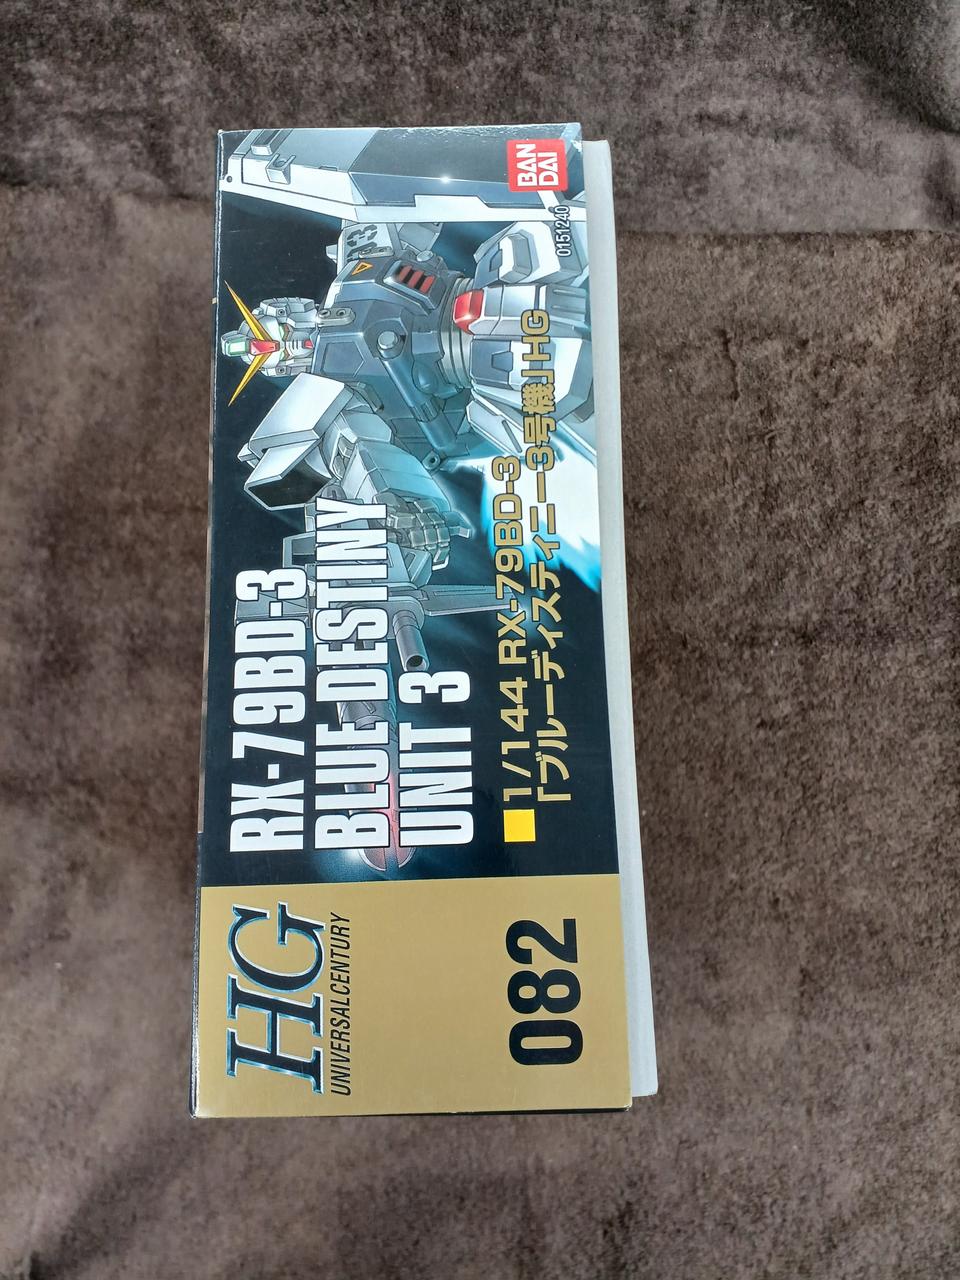 HG
UNIVERSAL CENTURY
082
RX-79BD-3
BLUE DESTINY
UNIT 3
1/144 RX-79BD-3
「ブルーディスティニー3号機」HG
03
BAN
DAI
0151240